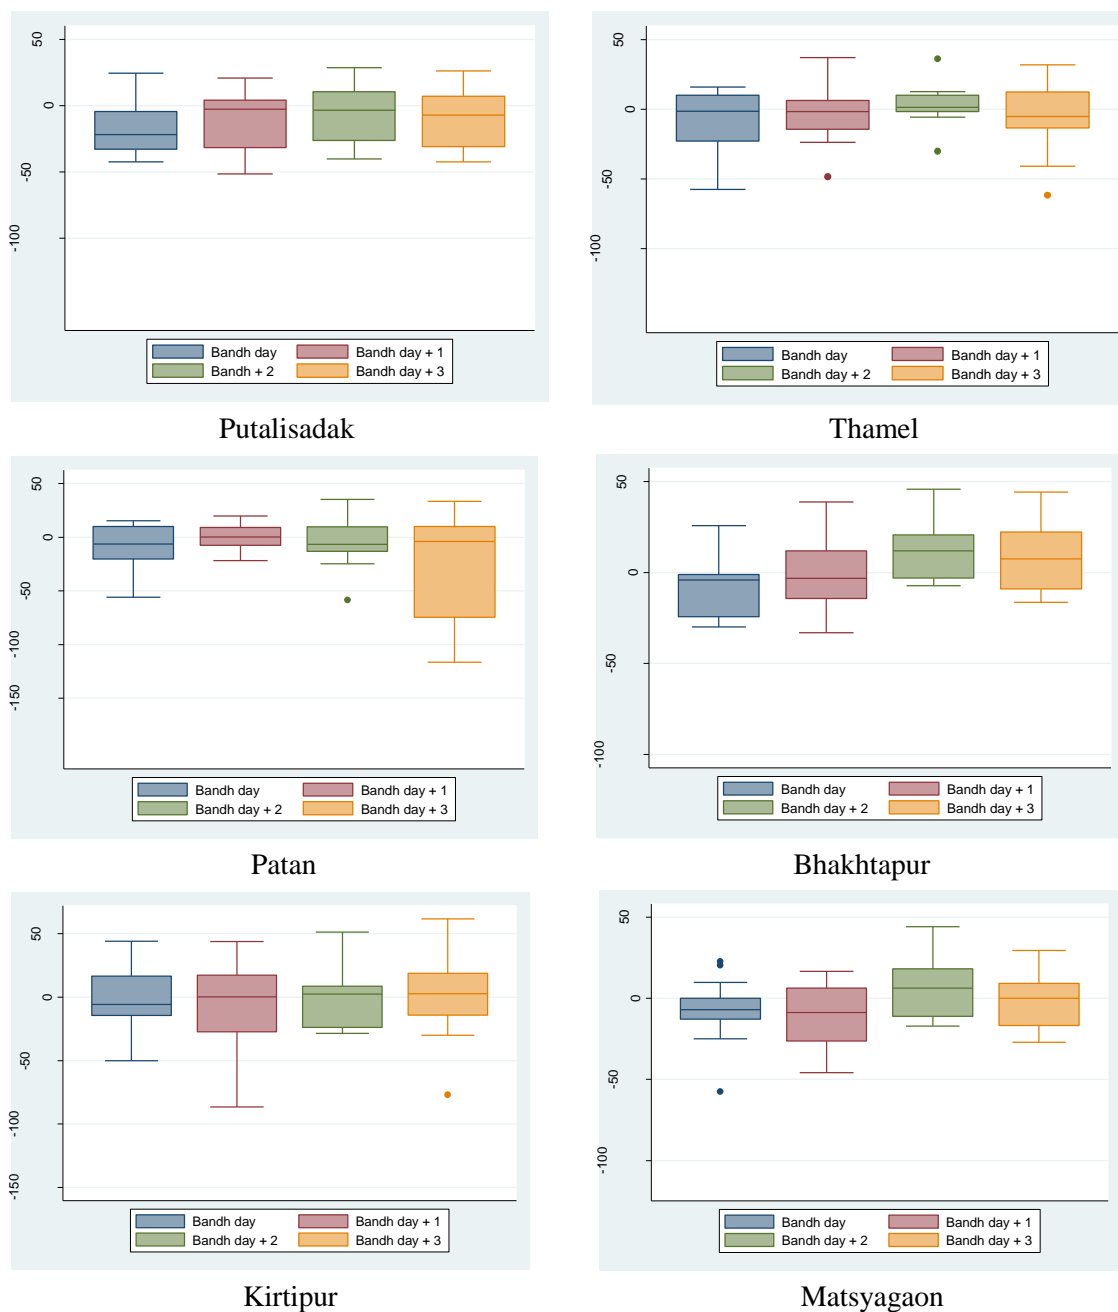 50
0
-50
-100
Bandh day
Bandh day + 1
Bandh + 2
Bandh day + 3
Putalisadak
50
0
-50
-100
Bandh day
Bandh day + 1
Bandh day + 2
Bandh day + 3
Thamel
50
0
-50
-100
-150
Bandh day
Bandh day + 1
Bandh day + 2
Bandh day + 3
Patan
50
0
-50
-100
Bandh day
Bandh day + 1
Bandh day + 2
Bandh day + 3
Bhakhtapur
50
0
-50
-100
-150
Bandh day
Bandh day + 1
Bandh day + 2
Bandh day + 3
Kirtipur
50
0
-50
-100
Bandh day
Bandh day + 1
Bandh day + 2
Bandh day + 3
Matsyagaon